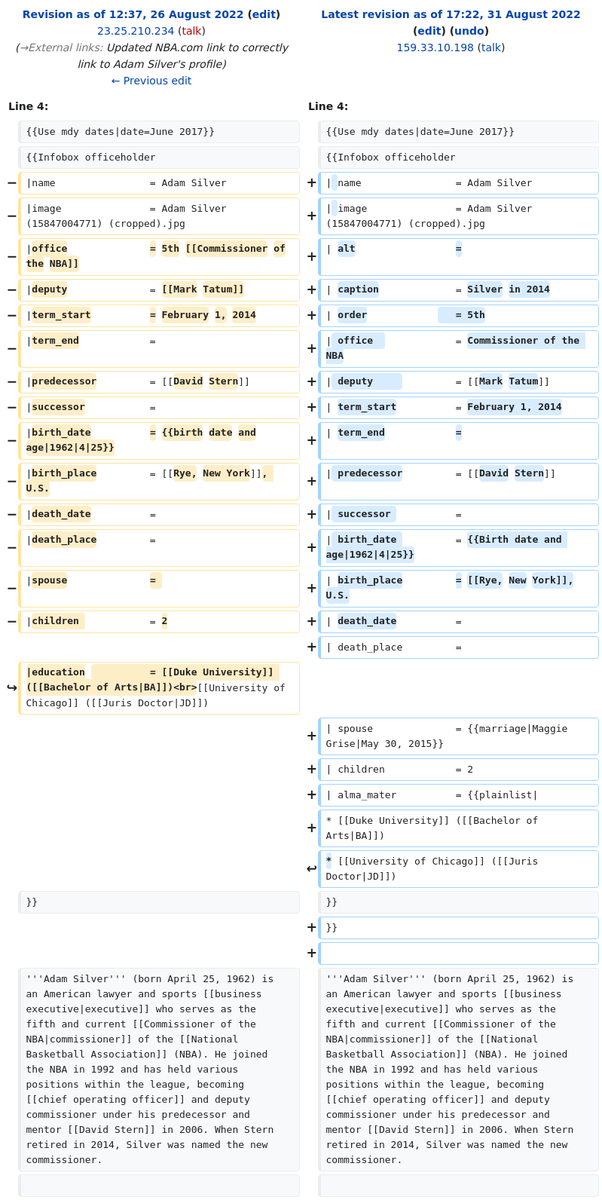 Revision as of 12:37, 26 August 2022 (edit)
23.25.210.234 (talk)
(→External links: Updated NBA.com link to correctly
link to Adam Silver's profile)
← Previous edit
Latest revision as of 17:22, 31 August 2022
(edit) (undo)
159.33.10.198 (talk)
Line 4:
Line 4:
{{Use mdy dates|date=June 2017}}
{{Use mdy dates|date=June 2017}}
{{Infobox officeholder
{{Infobox officeholder
− |name = Adam Silver
+ | name = Adam Silver
− |image = Adam Silver
(15847004771) (cropped).jpg
+ | image = Adam Silver
(15847004771) (cropped).jpg
− |office = 5th [[Commissioner of
the NBA]]
+ | alt =
− |deputy = [[Mark Tatum]]
+ | caption = Silver in 2014
− |term_start = February 1, 2014
+ | order = 5th
− |term_end =
+ | office = Commissioner of the
NBA
− |predecessor = [[David Stern]]
+ | deputy = [[Mark Tatum]]
− |successor =
+ | term_start = February 1, 2014
− |birth_date = {{birth date and
age|1962|4|25}}
+ | term_end =
− |birth_place = [[Rye, New York]],
U.S.
+ | predecessor = [[David Stern]]
− |death_date =
+ | successor =
− |death_place =
+ | birth_date = {{Birth date and
age|1962|4|25}}
− |spouse =
+ | birth_place = [[Rye, New York]],
U.S.
− |children = 2
+ | death_date =
+ | death_place =
|education = [[Duke University]]
([[Bachelor of Arts|BA]])<br>[[University of
Chicago]] ([[Juris Doctor|JD]])
+ | spouse = {{marriage|Maggie
Grise|May 30, 2015}}
+ | children = 2
+ | alma_mater = {{plainlist|
+ * [[Duke University]] ([[Bachelor of
Arts|BA]])
* [[University of Chicago]] ([[Juris
Doctor|JD]])
}}
}}
+ }}
+
'''Adam Silver''' (born April 25, 1962) is
an American lawyer and sports [[business
executive|executive]] who serves as the
fifth and current [[Commissioner of the
NBA|commissioner]] of the [[National
Basketball Association]] (NBA). He joined
the NBA in 1992 and has held various
positions within the league, becoming
[[chief operating officer]] and deputy
commissioner under his predecessor and
mentor [[David Stern]] in 2006. When Stern
retired in 2014, Silver was named the new
commissioner.
'''Adam Silver''' (born April 25, 1962) is
an American lawyer and sports [[business
executive|executive]] who serves as the
fifth and current [[Commissioner of the
NBA|commissioner]] of the [[National
Basketball Association]] (NBA). He joined
the NBA in 1992 and has held various
positions within the league, becoming
[[chief operating officer]] and deputy
commissioner under his predecessor and
mentor [[David Stern]] in 2006. When Stern
retired in 2014, Silver was named the new
commissioner.